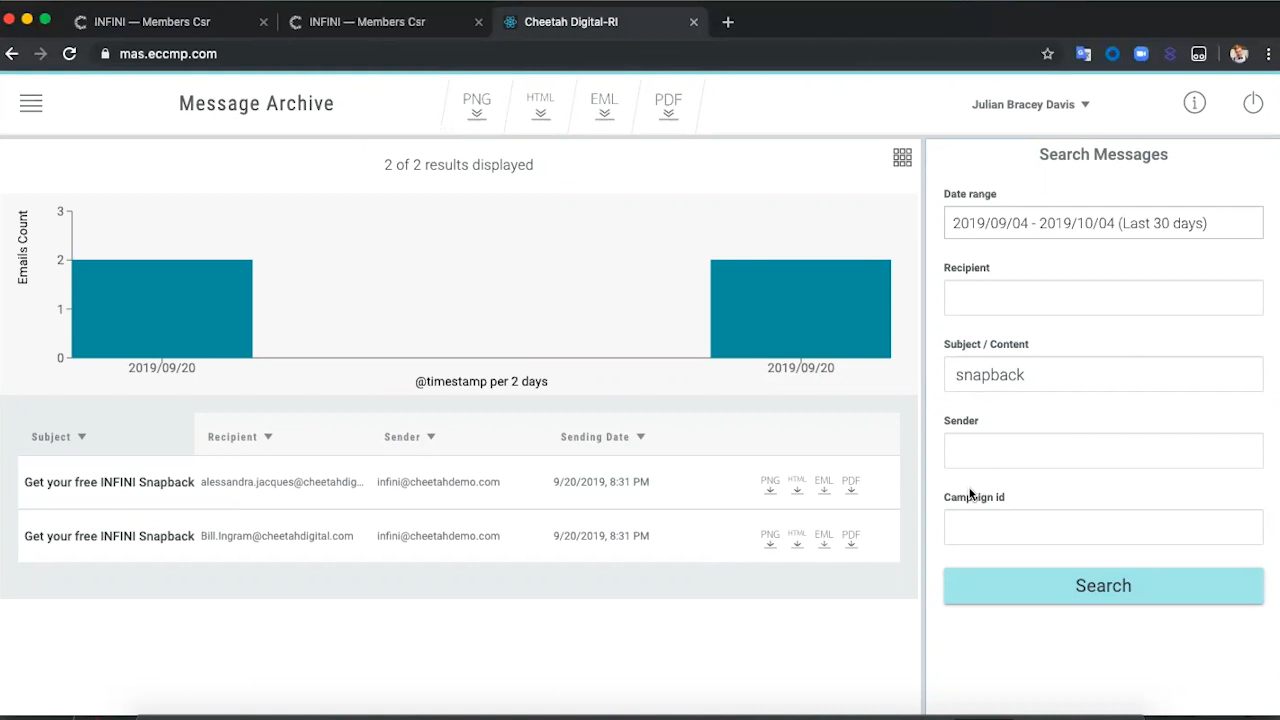 INFINI — Members Csr
INFINI — Members Csr
Cheetah Digital-RI
mas.eccmp.com
Message Archive
PNG
HTML
EML
PDF
Julian Bracey Davis
2 of 2 results displayed
Emails Count
3
2
1
0
2019/09/20
2019/09/20
@timestamp per 2 days
Subject Recipient Sender Sending Date
Get your free INFINI Snapback alessandra.jacques@cheetahdig... infini@cheetahdemo.com 9/20/2019, 8:31 PM PNG HTML EML PDF
Get your free INFINI Snapback Bill.Ingram@cheetahdigital.com infini@cheetahdemo.com 9/20/2019, 8:31 PM PNG HTML EML PDF
Search Messages
Date range
2019/09/04 - 2019/10/04 (Last 30 days)
Recipient
Subject / Content
snapback
Sender
Campaign id
Search